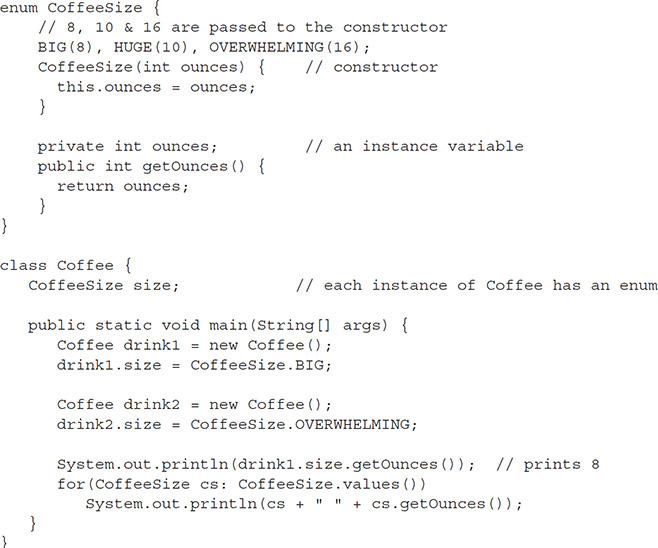 enum CoffeeSize {
// 8, 10 & 16 are passed to the constructor
BIG(8), HUGE(10), OVERWHELMING(16);
CoffeeSize(int ounces) {    // constructor
this.ounces = ounces;
}
private int ounces;         // an instance variable
public int getOunces() {
return ounces;
}
}
class Coffee {
CoffeeSize size;            // each instance of Coffee has an enum
public static void main(String[] args) {
Coffee drink1 = new Coffee();
drink1.size = CoffeeSize.BIG;
Coffee drink2 = new Coffee();
drink2.size = CoffeeSize.OVERWHELMING;
System.out.println(drink1.size.getOunces());  // prints 8
for(CoffeeSize cs: CoffeeSize.values())
System.out.println(cs + " " + cs.getOunces());
}
}